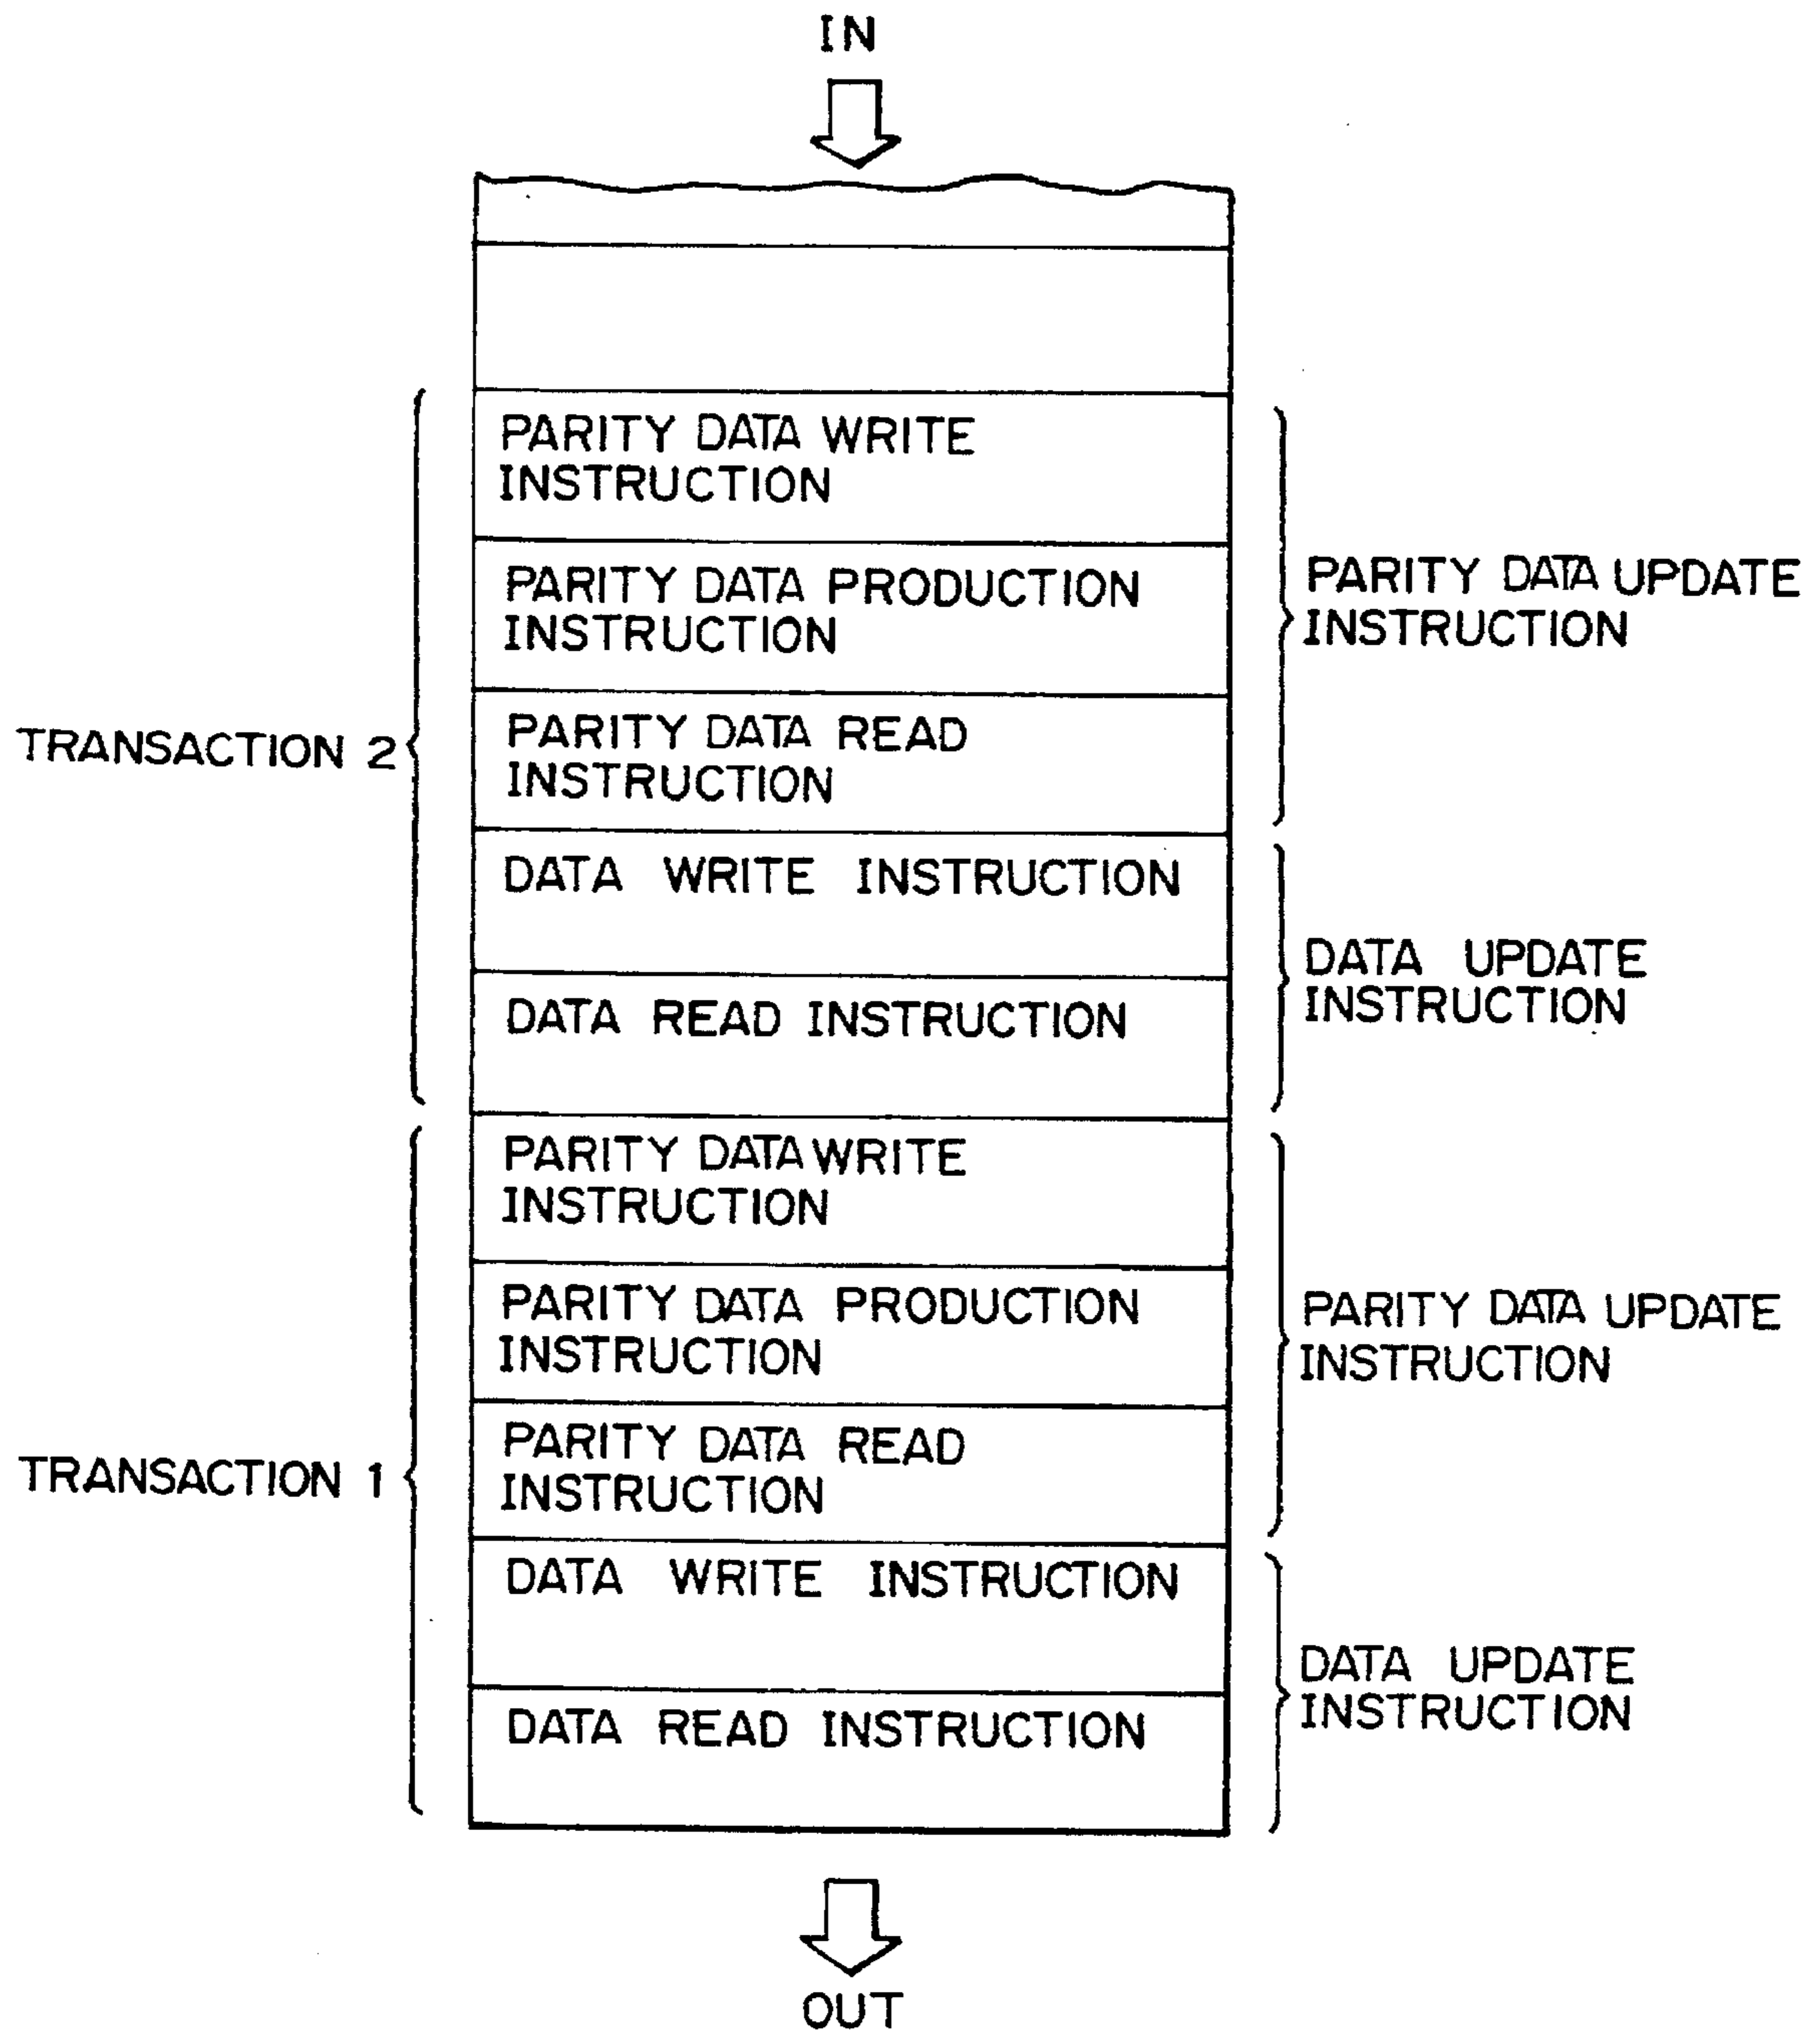 IN
PARITY DATA WRITE
INSTRUCTION
PARITY DATA PRODUCTION
INSTRUCTION
PARITY DATA UPDATE
INSTRUCTION
PARITY DATA READ
INSTRUCTION
TRANSACTION 2
DATA WRITE INSTRUCTION
DATA UPDATE
INSTRUCTION
DATA READ INSTRUCTION
PARITY DATA WRITE
INSTRUCTION
PARITY DATA PRODUCTION
INSTRUCTION
PARITY DATA UPDATE
INSTRUCTION
PARITY DATA READ
INSTRUCTION
TRANSACTION 1
DATA WRITE INSTRUCTION
DATA UPDATE
INSTRUCTION
DATA READ INSTRUCTION
OUT